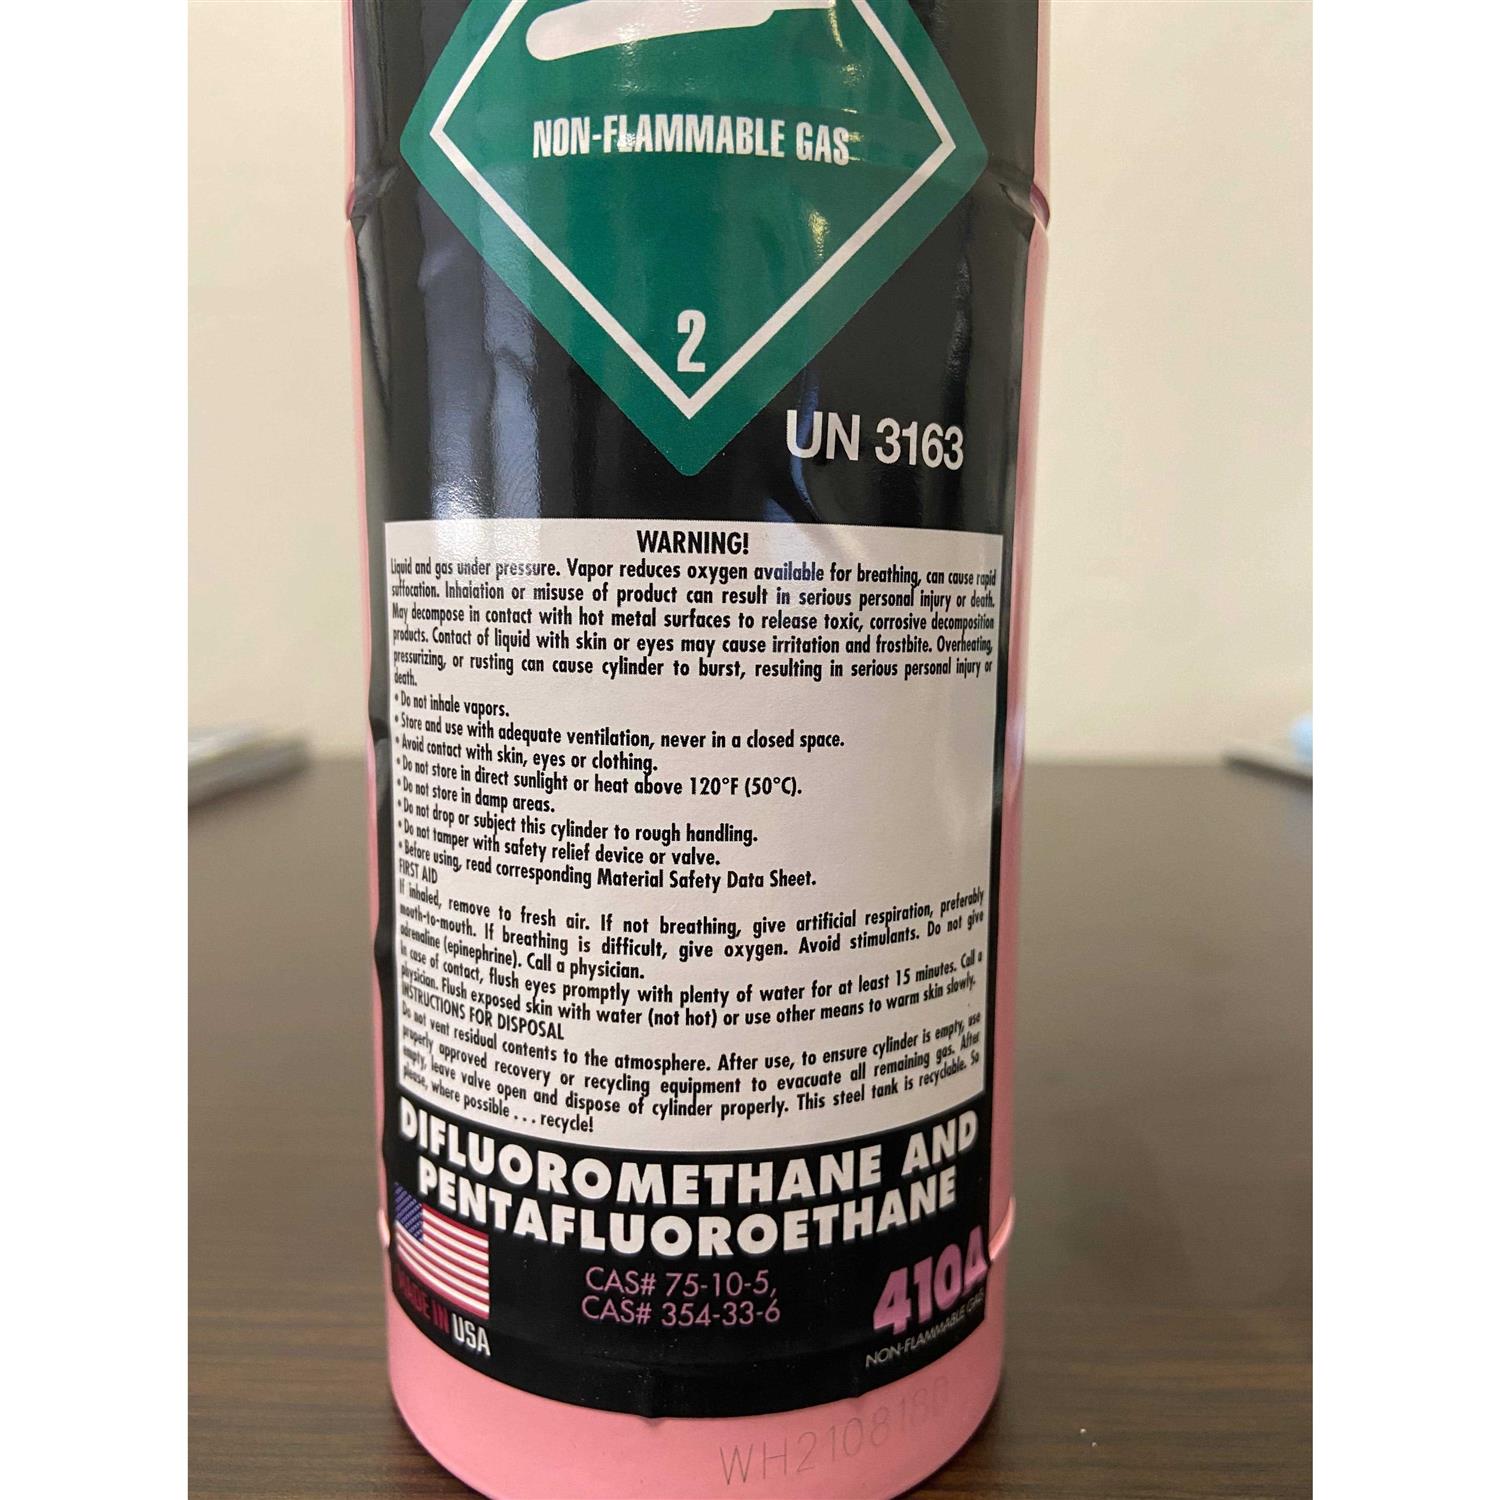 NON-FLAMMABLE GAS
2
UN 3163
WARNING!
Liquid and gas under pressure. Vapor reduces oxygen available for breathing, can cause rapid
suffocation. Inhalation or misuse of product can result in serious personal injury or death.
May decompose in contact with hot metal surfaces to release toxic, corrosive decomposition
products. Contact of liquid with skin or eyes may cause irritation and frostbite. Overheating,
pressurizing, or rusting can cause cylinder to burst, resulting in serious personal injury or
death.
• Do not inhale vapors.
• Store and use with adequate ventilation, never in a closed space.
• Avoid contact with skin, eyes or clothing.
• Do not store in direct sunlight or heat above 120°F (50°C).
• Do not store in damp areas.
• Do not drop or subject this cylinder to rough handling.
• Do not tamper with safety relief device or valve.
• Before using, read corresponding Material Safety Data Sheet.
FIRST AID
If inhaled, remove to fresh air. If not breathing, give artificial respiration, preferably
mouth-to-mouth. If breathing is difficult, give oxygen. Avoid stimulants. Do not give
adrenaline (epinephrine). Call a physician.
In case of contact, flush eyes promptly with plenty of water for at least 15 minutes. Call a
physician. Flush exposed skin with water (not hot) or use other means to warm skin slowly.
INSTRUCTIONS FOR DISPOSAL
Do not vent residual contents to the atmosphere. After use, to ensure cylinder is empty, use
properly approved recovery or recycling equipment to evacuate all remaining gas. After
empty, leave valve open and dispose of cylinder properly. This steel tank is recyclable. So
please, where possible . . . recycle!
DIFLUOROMETHANE AND
PENTAFLUOROETHANE
CAS# 75-10-5,
CAS# 354-33-6
MADE IN USA
410A
NON-FLAMMABLE GAS